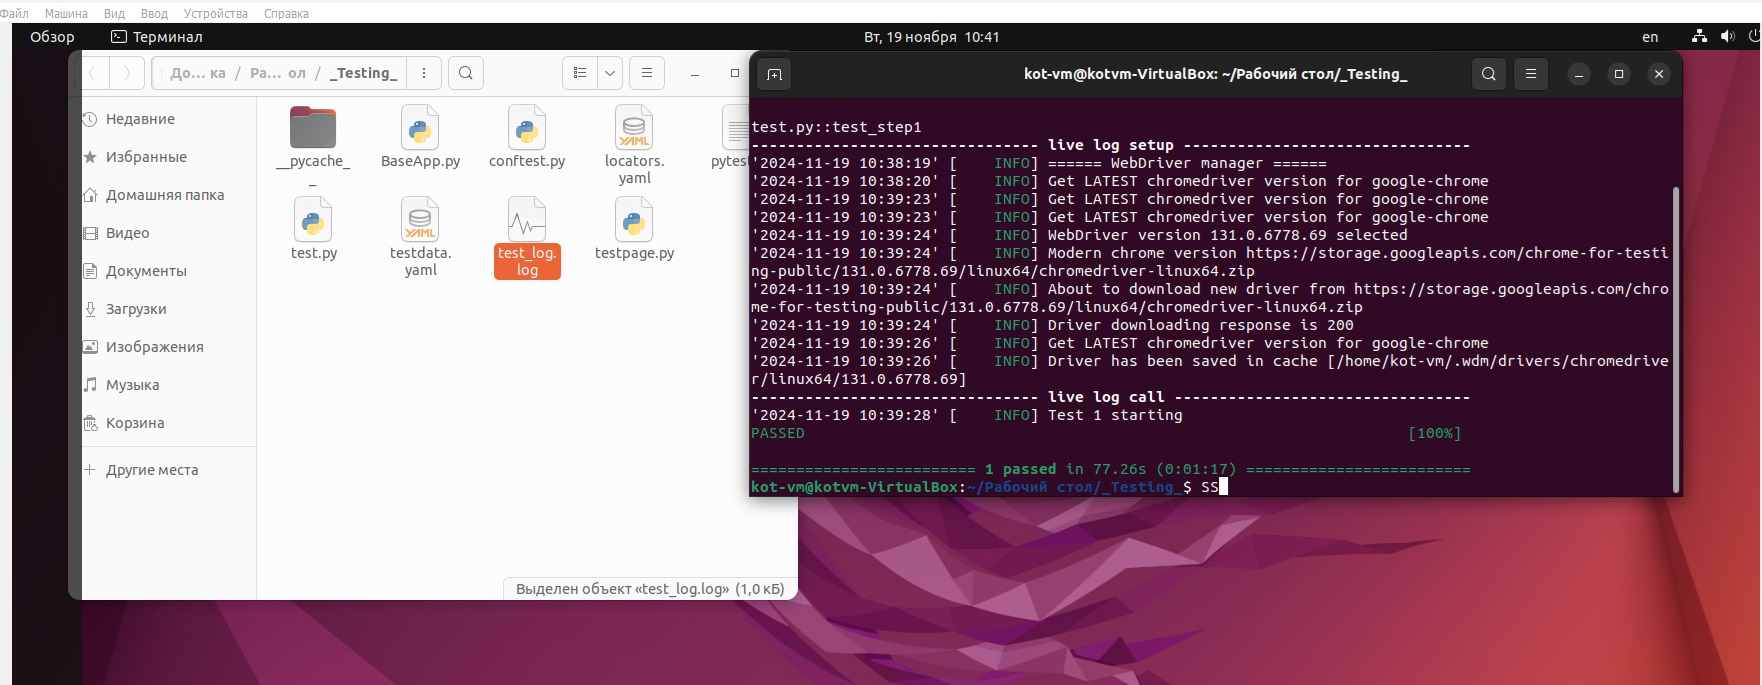 Файл Машина Вид Ввод Устройства Справка
Обзор Терминал Вт, 19 ноября 10:41 en
До... ка / Ра... ол / _Testing_
Недавние
Избранные
Домашняя папка
Видео
Документы
Загрузки
Изображения
Музыка
Корзина
Другие места
__pycache_
_
BaseApp.py
conftest.py
locators.
yaml
YAML
pytes
test.py
testdata.
yaml
YAML
test_log.
log
testpage.py
Выделен объект «test_log.log» (1,0 кБ)
kot-vm@kotvm-VirtualBox: ~/Рабочий стол/_Testing_
test.py::test_step1
-------------------------------- live log setup --------------------------------
'2024-11-19 10:38:19' [    INFO] ====== WebDriver manager ======
'2024-11-19 10:38:20' [    INFO] Get LATEST chromedriver version for google-chrome
'2024-11-19 10:39:23' [    INFO] Get LATEST chromedriver version for google-chrome
'2024-11-19 10:39:23' [    INFO] Get LATEST chromedriver version for google-chrome
'2024-11-19 10:39:24' [    INFO] WebDriver version 131.0.6778.69 selected
'2024-11-19 10:39:24' [    INFO] Modern chrome version https://storage.googleapis.com/chrome-for-testi
ng-public/131.0.6778.69/linux64/chromedriver-linux64.zip
'2024-11-19 10:39:24' [    INFO] About to download new driver from https://storage.googleapis.com/chro
me-for-testing-public/131.0.6778.69/linux64/chromedriver-linux64.zip
'2024-11-19 10:39:24' [    INFO] Driver downloading response is 200
'2024-11-19 10:39:26' [    INFO] Get LATEST chromedriver version for google-chrome
'2024-11-19 10:39:26' [    INFO] Driver has been saved in cache [/home/kot-vm/.wdm/drivers/chromedrive
r/linux64/131.0.6778.69]
-------------------------------- live log call ---------------------------------
'2024-11-19 10:39:28' [    INFO] Test 1 starting
PASSED [100%]
========================= 1 passed in 77.26s (0:01:17) =========================
kot-vm@kotvm-VirtualBox:~/Рабочий стол/_Testing_$ SS